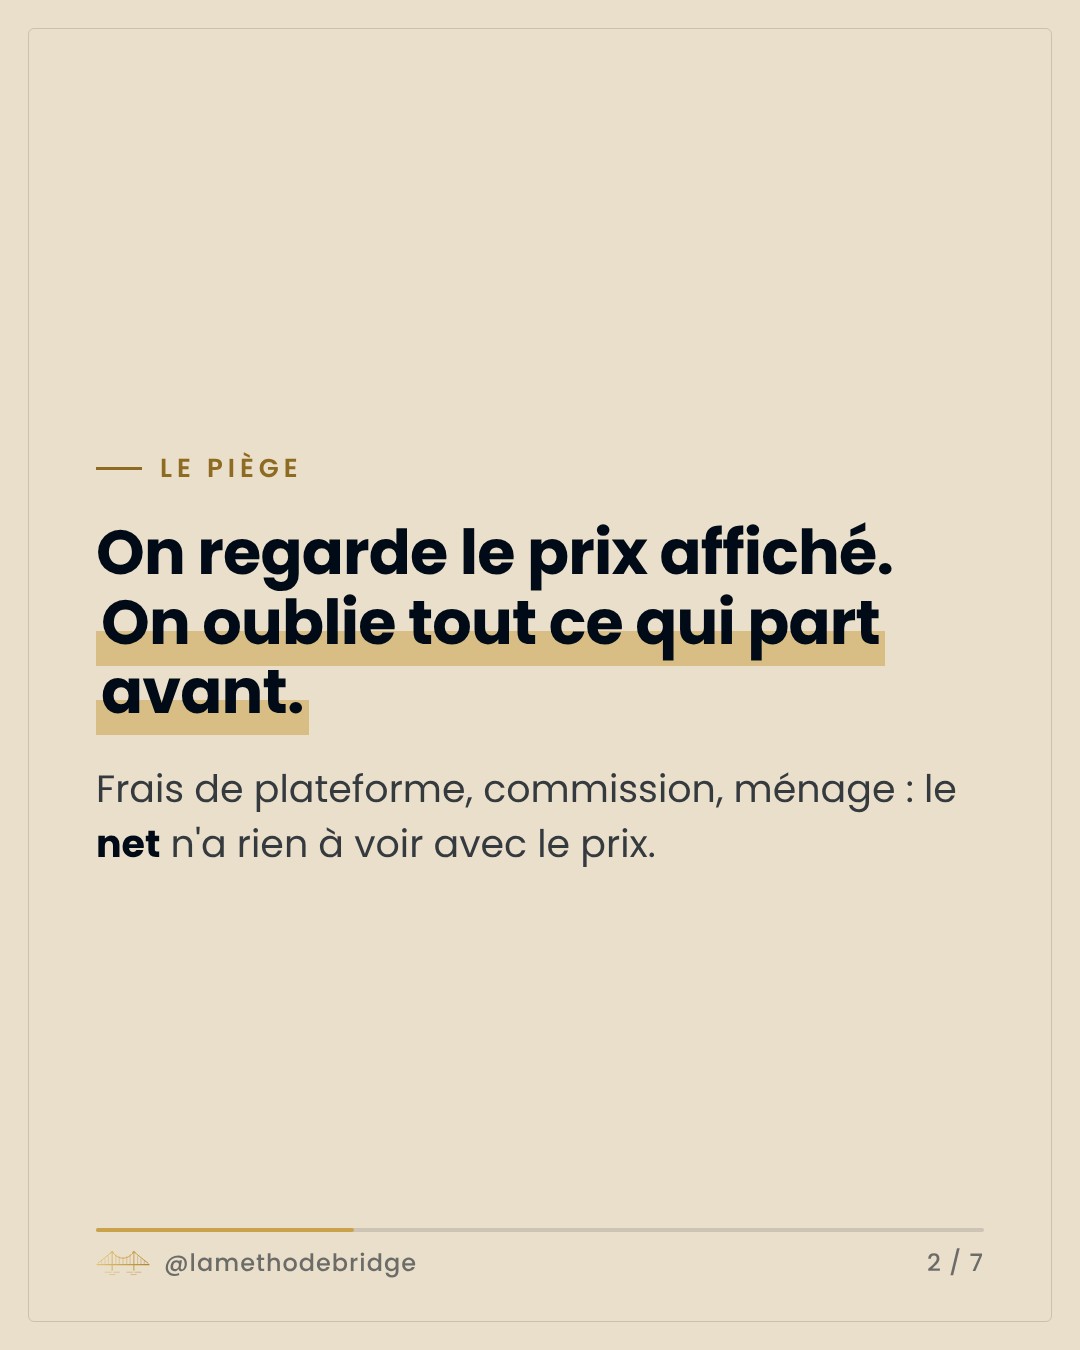 LE PIÈGE
On regarde le prix affiché.
On oublie tout ce qui part
avant.
Frais de plateforme, commission, ménage : le
net n'a rien à voir avec le prix.
@lamethodebridge
2 / 7